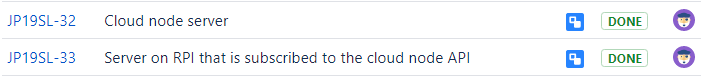 JP19SL-32 Cloud node server DONE
JP19SL-33 Server on RPI that is subscribed to the cloud node API DONE